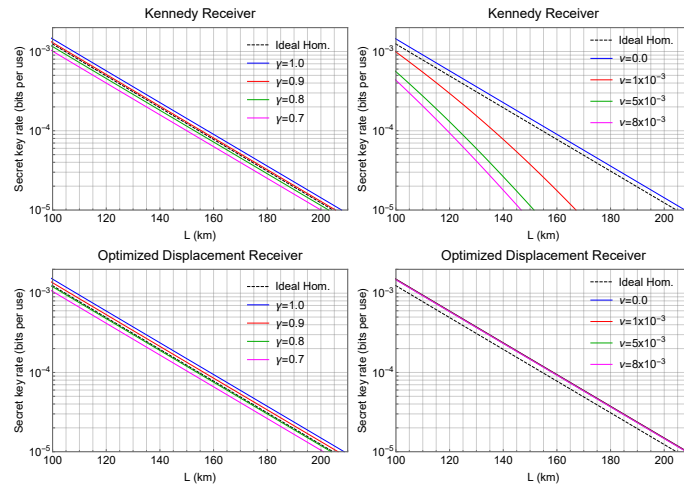 Kennedy Receiver
Secret key rate (bits per use)
10⁻³
10⁻⁴
10⁻⁵
Ideal Hom.
γ=1.0
γ=0.9
γ=0.8
γ=0.7
100 120 140 160 180 200
L (km)
Kennedy Receiver
Secret key rate (bits per use)
10⁻³
10⁻⁴
10⁻⁵
Ideal Hom.
ν=0.0
ν=1x10⁻³
ν=5x10⁻³
ν=8x10⁻³
100 120 140 160 180 200
L (km)
Optimized Displacement Receiver
Secret key rate (bits per use)
10⁻³
10⁻⁴
10⁻⁵
Ideal Hom.
γ=1.0
γ=0.9
γ=0.8
γ=0.7
100 120 140 160 180 200
L (km)
Optimized Displacement Receiver
Secret key rate (bits per use)
10⁻³
10⁻⁴
10⁻⁵
Ideal Hom.
ν=0.0
ν=1x10⁻³
ν=5x10⁻³
ν=8x10⁻³
100 120 140 160 180 200
L (km)